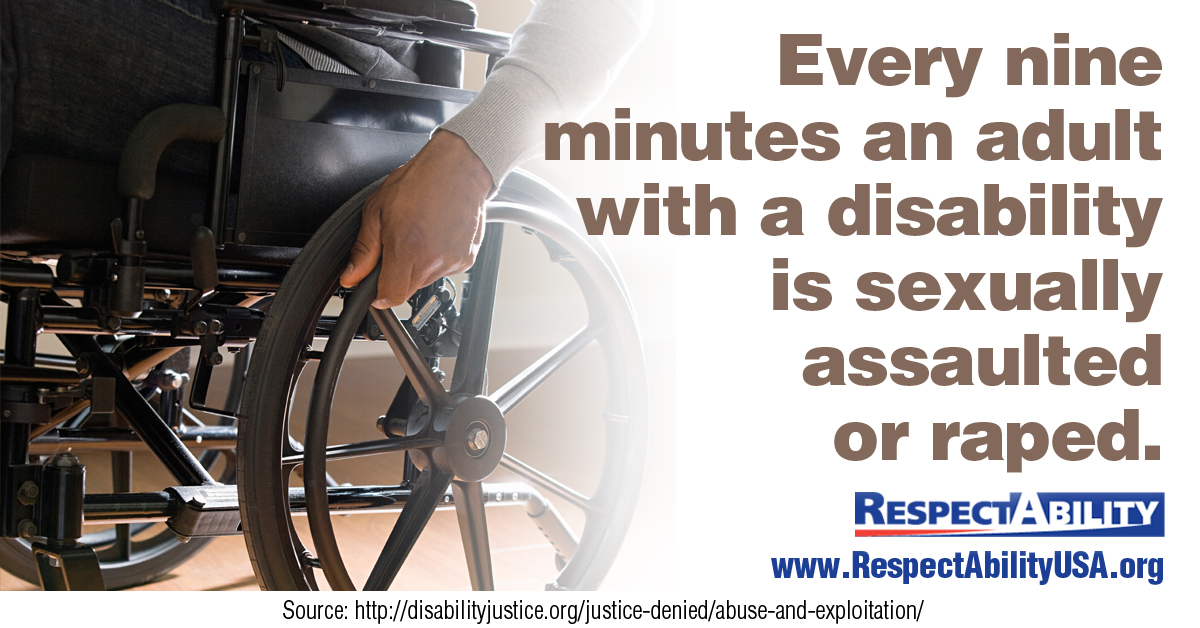 Every nine
minutes an adult
with a disability
is sexually
assaulted
or raped.
RESPECTABILITY
www.RespectAbilityUSA.org
Source: http://disabilityjustice.org/justice-denied/abuse-and-exploitation/